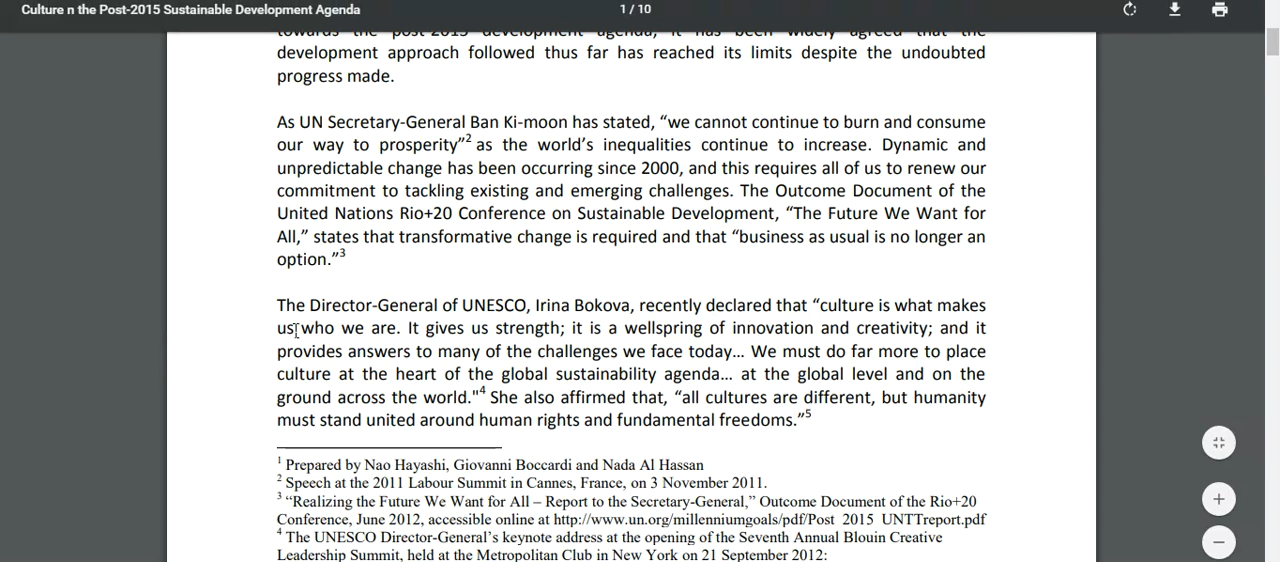 Culture n the Post-2015 Sustainable Development Agenda
1 / 10
towards the post-2015 development agenda, it has been widely agreed that the
development approach followed thus far has reached its limits despite the undoubted
progress made.
As UN Secretary-General Ban Ki-moon has stated, “we cannot continue to burn and consume
our way to prosperity”2 as the world’s inequalities continue to increase. Dynamic and
unpredictable change has been occurring since 2000, and this requires all of us to renew our
commitment to tackling existing and emerging challenges. The Outcome Document of the
United Nations Rio+20 Conference on Sustainable Development, “The Future We Want for
All,” states that transformative change is required and that “business as usual is no longer an
option.”3
The Director-General of UNESCO, Irina Bokova, recently declared that “culture is what makes
us who we are. It gives us strength; it is a wellspring of innovation and creativity; and it
provides answers to many of the challenges we face today… We must do far more to place
culture at the heart of the global sustainability agenda… at the global level and on the
ground across the world."4 She also affirmed that, “all cultures are different, but humanity
must stand united around human rights and fundamental freedoms.”5
1 Prepared by Nao Hayashi, Giovanni Boccardi and Nada Al Hassan
2 Speech at the 2011 Labour Summit in Cannes, France, on 3 November 2011.
3 “Realizing the Future We Want for All – Report to the Secretary-General,” Outcome Document of the Rio+20
Conference, June 2012, accessible online at http://www.un.org/millenniumgoals/pdf/Post_2015_UNTTreport.pdf
4 The UNESCO Director-General’s keynote address at the opening of the Seventh Annual Blouin Creative
Leadership Summit, held at the Metropolitan Club in New York on 21 September 2012: